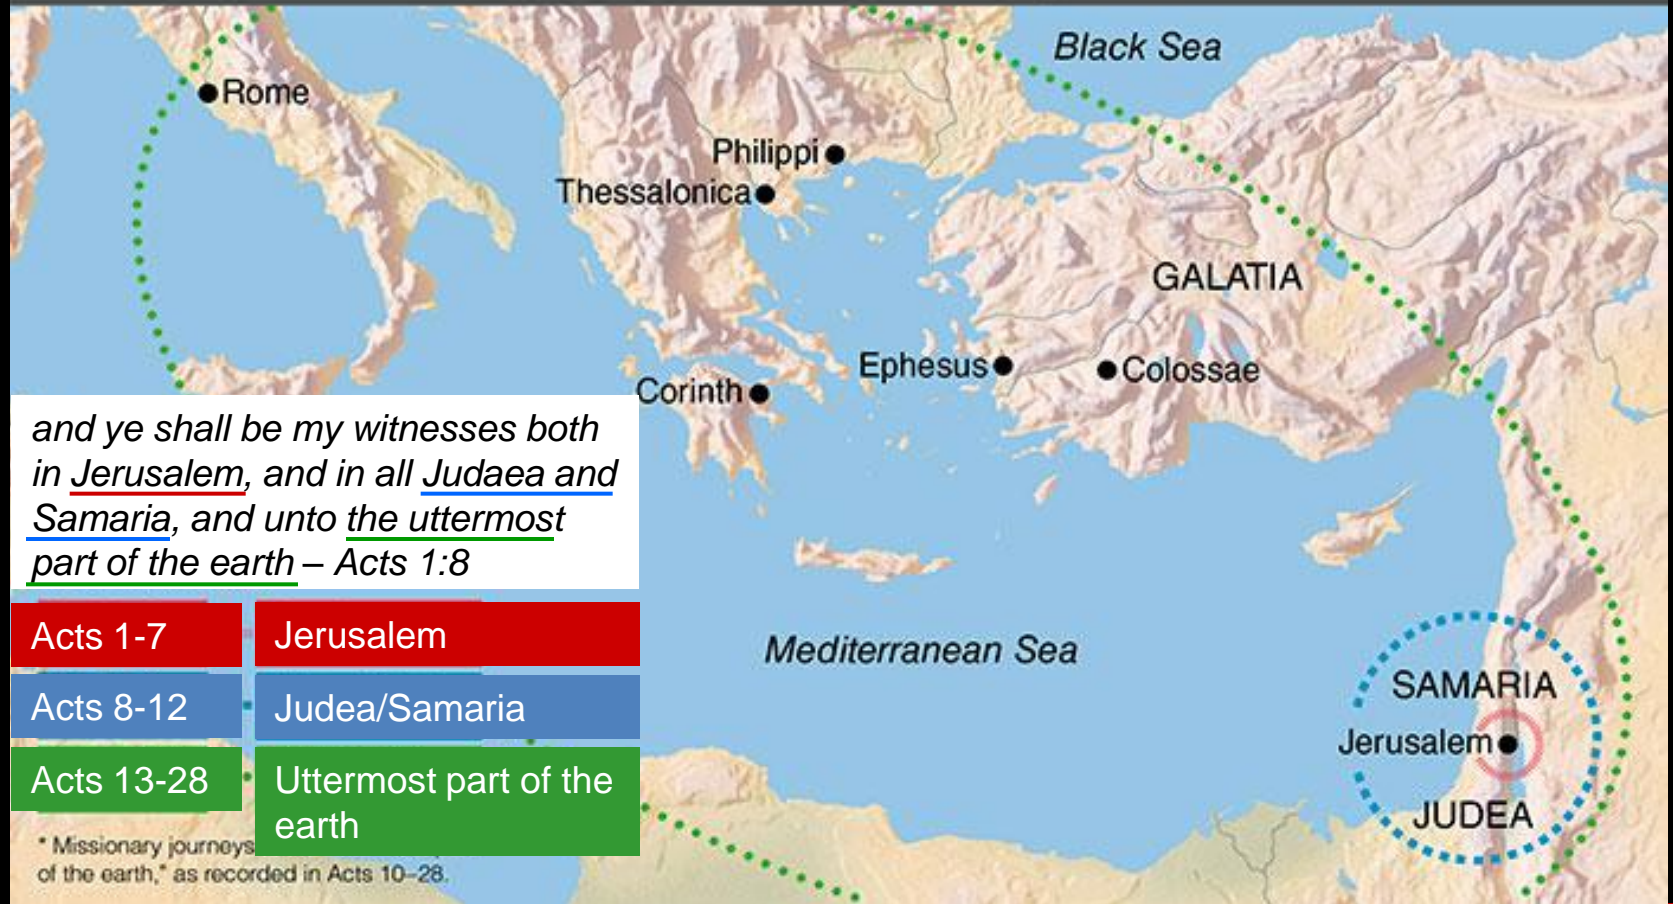 Black Sea
Rome
Philippi
Thessalonica
GALATIA
Ephesus
Colossae
Corinth
and ye shall be my witnesses both
in Jerusalem, and in all Judaea and
Samaria, and unto the uttermost
part of the earth – Acts 1:8
Acts 1-7 Jerusalem
Acts 8-12 Judea/Samaria
Acts 13-28 Uttermost part of the
earth
* Missionary journeys
of the earth," as recorded in Acts 10–28.
Mediterranean Sea
SAMARIA
Jerusalem
JUDEA